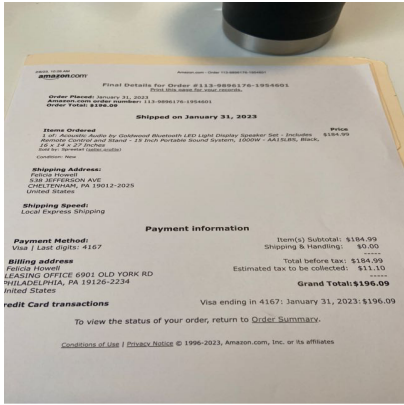 amazon.com
Final Details for Order #113-9896176-1954601
Print this page for your records.
Order Placed: January 31, 2023
Amazon.com order number: 113-9896176-1954601
Order Total: $196.09
Shipped on January 31, 2023
Items Ordered Price
1 of: Acoustic Audio by Goldwood Bluetooth LED Light Display Speaker Set - Includes $184.99
Remote Control and Stand - 15 Inch Portable Sound System, 1000W - AA15LBS, Black,
16 x 14 x 27 Inches
Sold by: Spreetail (seller profile)
Condition: New
Shipping Address:
Felicia Howell
538 JEFFERSON AVE
CHELTENHAM, PA 19012-2025
United States
Shipping Speed:
Local Express Shipping
Payment information
Payment Method:
Visa | Last digits: 4167
Item(s) Subtotal: $184.99
Shipping & Handling: $0.00
-----
Billing address
Felicia Howell
LEASING OFFICE 6901 OLD YORK RD
PHILADELPHIA, PA 19126-2234
United States
Total before tax: $184.99
Estimated tax to be collected: $11.10
-----
Grand Total: $196.09
redit Card transactions
Visa ending in 4167: January 31, 2023: $196.09
To view the status of your order, return to Order Summary.
Conditions of Use | Privacy Notice © 1996-2023, Amazon.com, Inc. or its affiliates